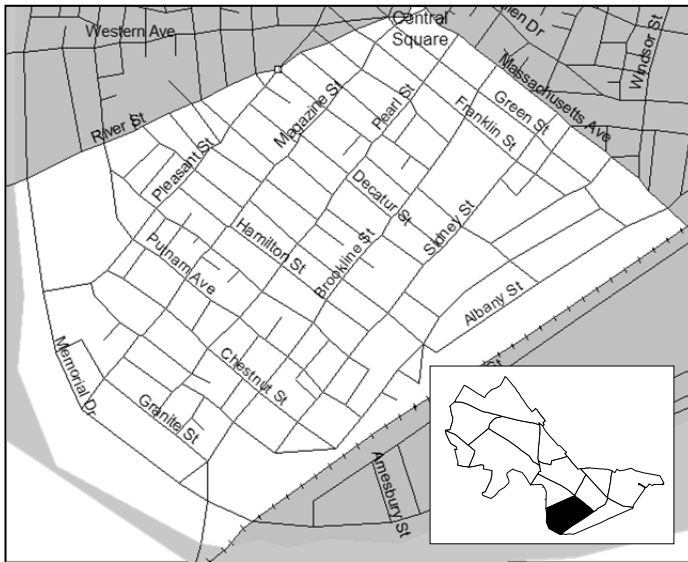 Central
Square
Western Ave
Windsor St
Massachusetts Ave
River St
Magazine St
Pearl St
Green St
Franklin St
Pleasant St
Decatur St
Hamilton St
Brookline St
Sidney St
Putnam Ave
Albany St
Memorial Dr
Chestnut St
Granite St
Amesbury St